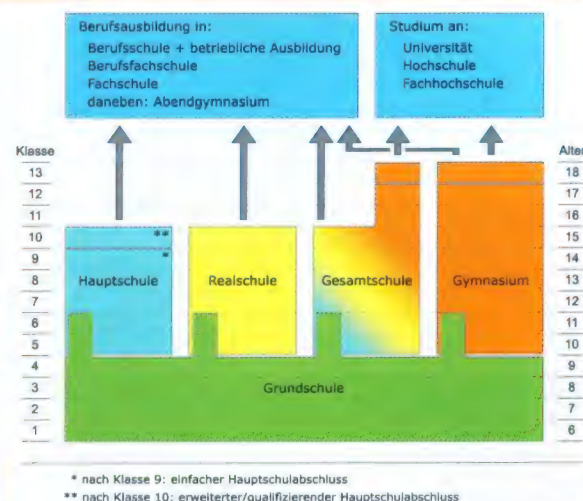 Berufsausbildung in:
Berufsschule + betriebliche Ausbildung
Berufsfachschule
Fachschule
daneben: Abendgymnasium
Studium an:
Universität
Hochschule
Fachhochschule
Klasse
13
12
11
10
9
8
7
6
5
4
3
2
1
**
*
Hauptschule
Realschule
Gesamtschule
Gymnasium
Grundschule
Alter
18
17
16
15
14
13
12
11
10
9
8
7
6
* nach Klasse 9: einfacher Hauptschulabschluss
** nach Klasse 10: erweiterter/qualifizierender Hauptschulabschluss